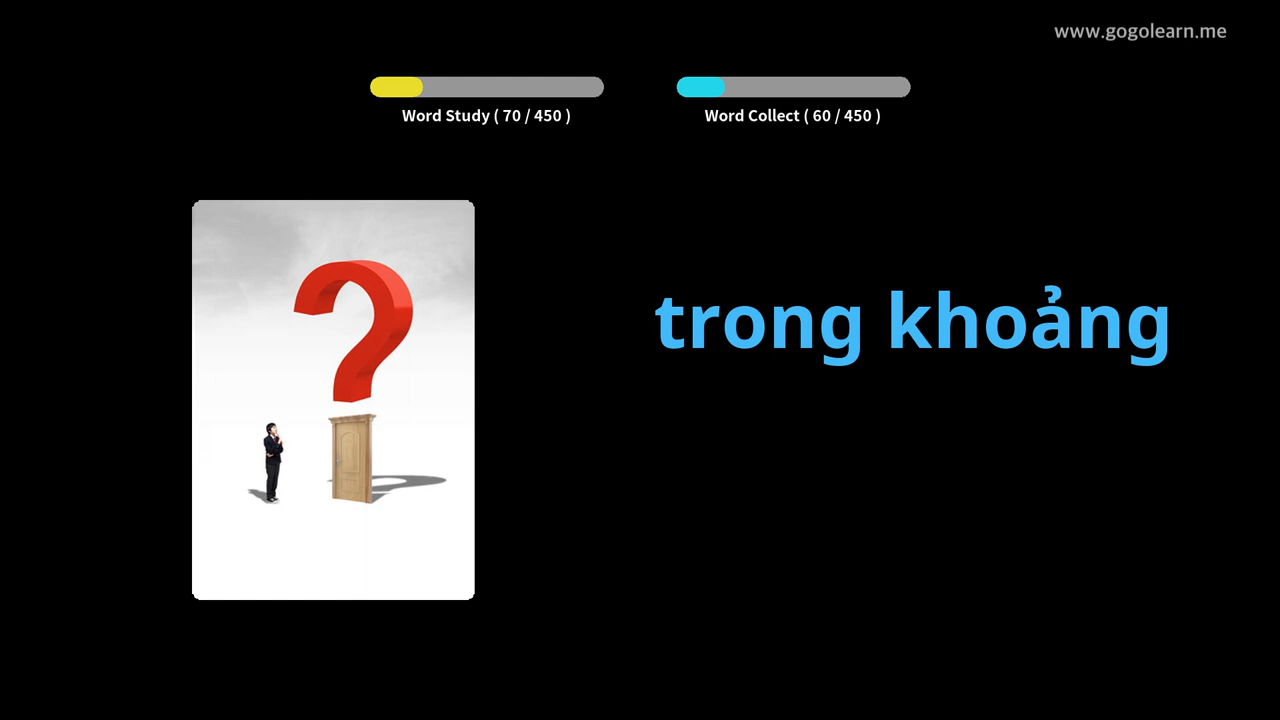 www.gogolearn.me
Word Study ( 70 / 450 )
Word Collect ( 60 / 450 )
?
trong khoảng